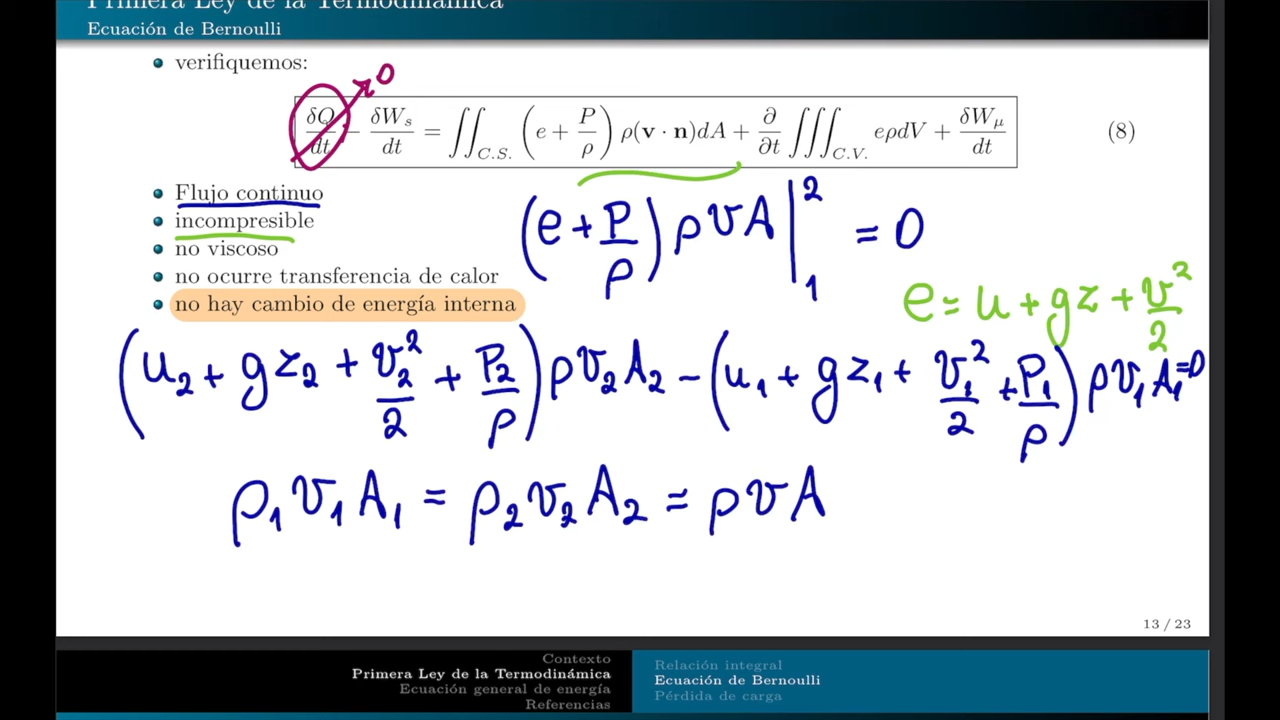 Primera Ley de la Termodinámica
Ecuación de Bernoulli
verifiquemos:
0
δQ/dt − δW_s/dt = ∬_{C.S.} (e + P/ρ) ρ(v · n)dA + ∂/∂t ∭_{C.V.} eρdV + δW_μ/dt (8)
Flujo continuo
incompresible
no viscoso
no ocurre transferencia de calor
no hay cambio de energía interna
(e + P/ρ) ρvA |₁² = 0
e = u + gz + v²/2
(u₂ + gz₂ + v₂²/2 + P₂/ρ) ρv₂A₂ − (u₁ + gz₁ + v₁²/2 + P₁/ρ) ρv₁A₁ = 0
ρ₁v₁A₁ = ρ₂v₂A₂ = ρvA
13 / 23
Contexto
Primera Ley de la Termodinámica
Ecuación general de energía
Referencias
Relación integral
Ecuación de Bernoulli
Pérdida de carga